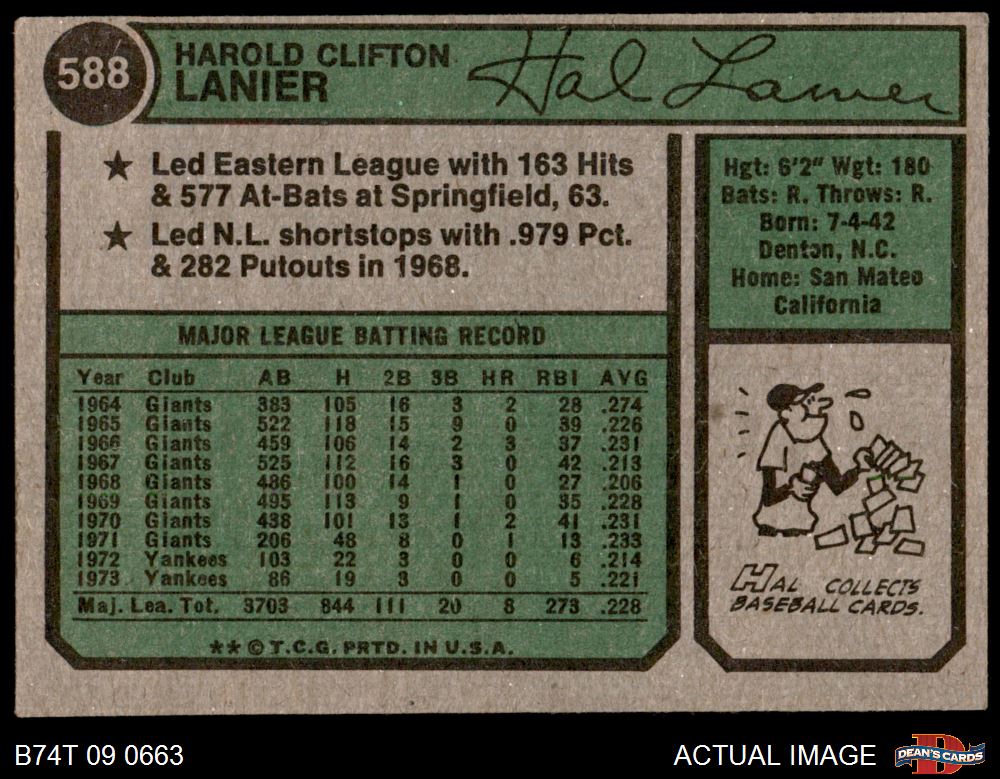 588
HAROLD CLIFTON
LANIER
Hal Lanier
★ Led Eastern League with 163 Hits
& 577 At-Bats at Springfield, 63.
★ Led N.L. shortstops with .979 Pct.
& 282 Putouts in 1968.
Hgt: 6'2" Wgt: 180
Bats: R. Throws: R.
Born: 7-4-42
Denton, N.C.
Home: San Mateo
California
MAJOR LEAGUE BATTING RECORD
Year Club AB H 2B 3B HR RBI AVG
1964 Giants 383 105 16 3 2 28 .274
1965 Giants 522 118 15 9 0 39 .226
1966 Giants 459 106 14 2 3 37 .231
1967 Giants 525 112 16 3 0 42 .213
1968 Giants 486 100 14 1 0 27 .206
1969 Giants 495 113 9 1 0 35 .228
1970 Giants 438 101 13 1 2 41 .231
1971 Giants 206 48 8 0 1 13 .233
1972 Yankees 103 22 3 0 0 6 .214
1973 Yankees 86 19 3 0 0 5 .221
Maj. Lea. Tot. 3703 844 111 20 8 273 .228
** © T.C.G. PRTD. IN U.S.A.
HAL COLLECTS
BASEBALL CARDS.
B74T 09 0663
ACTUAL IMAGE
D
DEAN'S CARDS